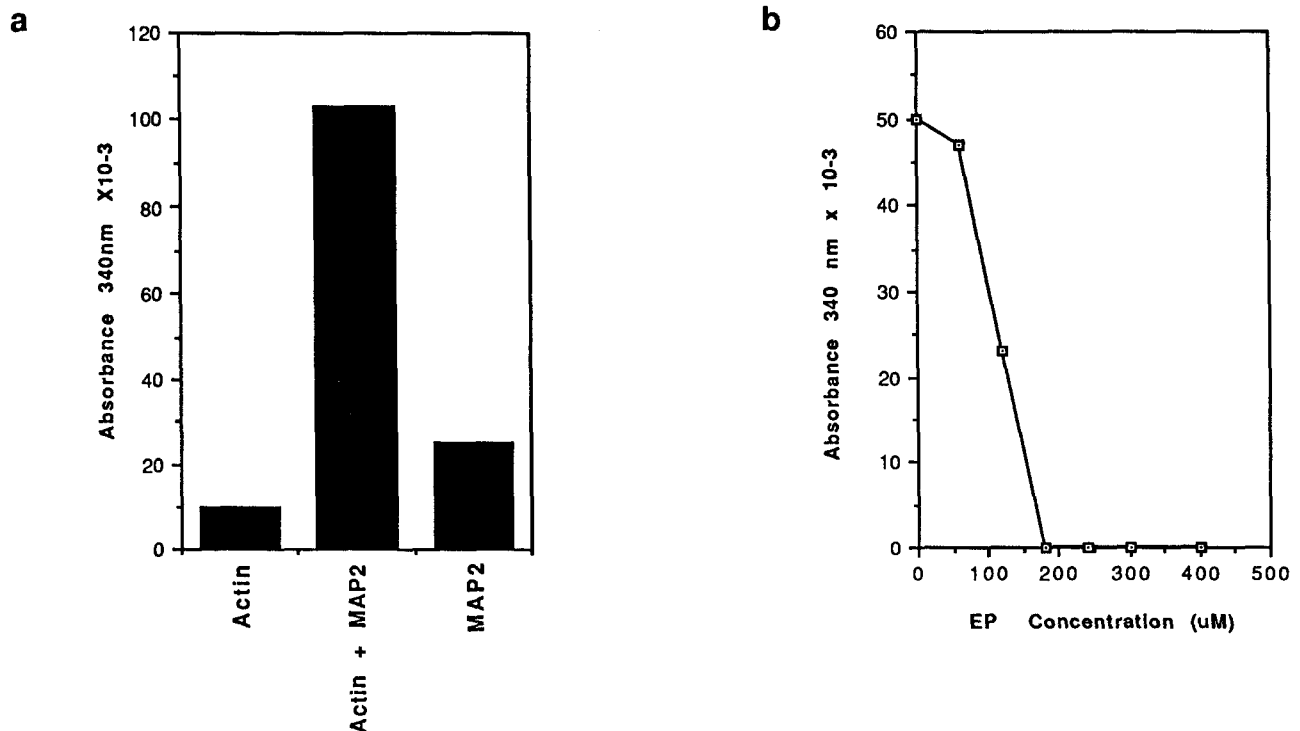 a
120
100
80
60
40
20
0
Absorbance 340nm X10-3
Actin
Actin + MAP2
MAP2
b
60
50
40
30
20
10
0
Absorbance 340 nm x 10-3
0 100 200 300 400 500
EP Concentration (uM)